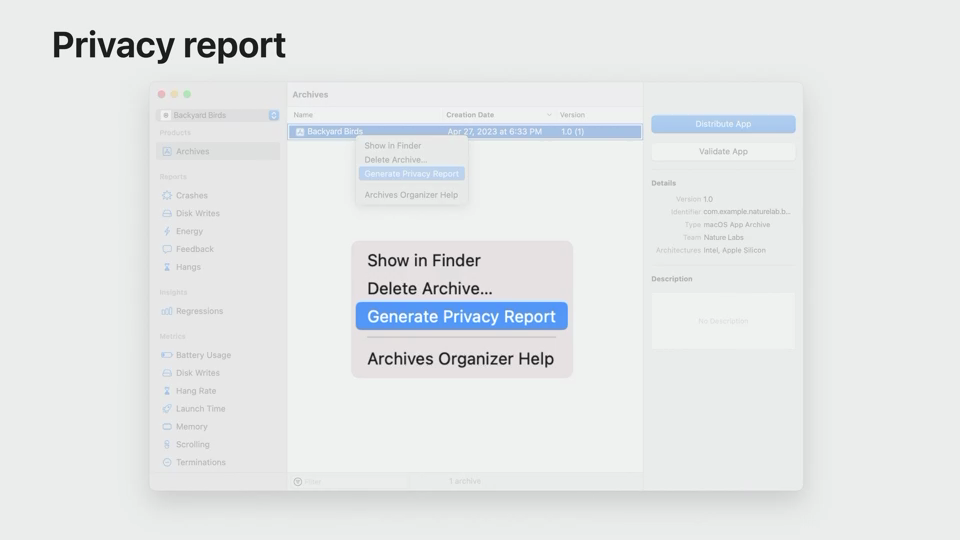 Privacy report
Archives
Backyard Birds
Products
Archives
Reports
Crashes
Disk Writes
Energy
Feedback
Hangs
Insights
Regressions
Metrics
Battery Usage
Disk Writes
Hang Rate
Launch Time
Memory
Scrolling
Terminations
Name Creation Date Version
Backyard Birds Apr 27, 2023 at 6:33 PM 1.0 (1)
Show in Finder
Delete Archive...
Generate Privacy Report
Archives Organizer Help
Show in Finder
Delete Archive...
Generate Privacy Report
Archives Organizer Help
1 archive
Distribute App
Validate App
Details
Version 1.0
Identifier com.example.naturelab.b...
Type macOS App Archive
Team Nature Labs
Architectures Intel, Apple Silicon
Description
No Description